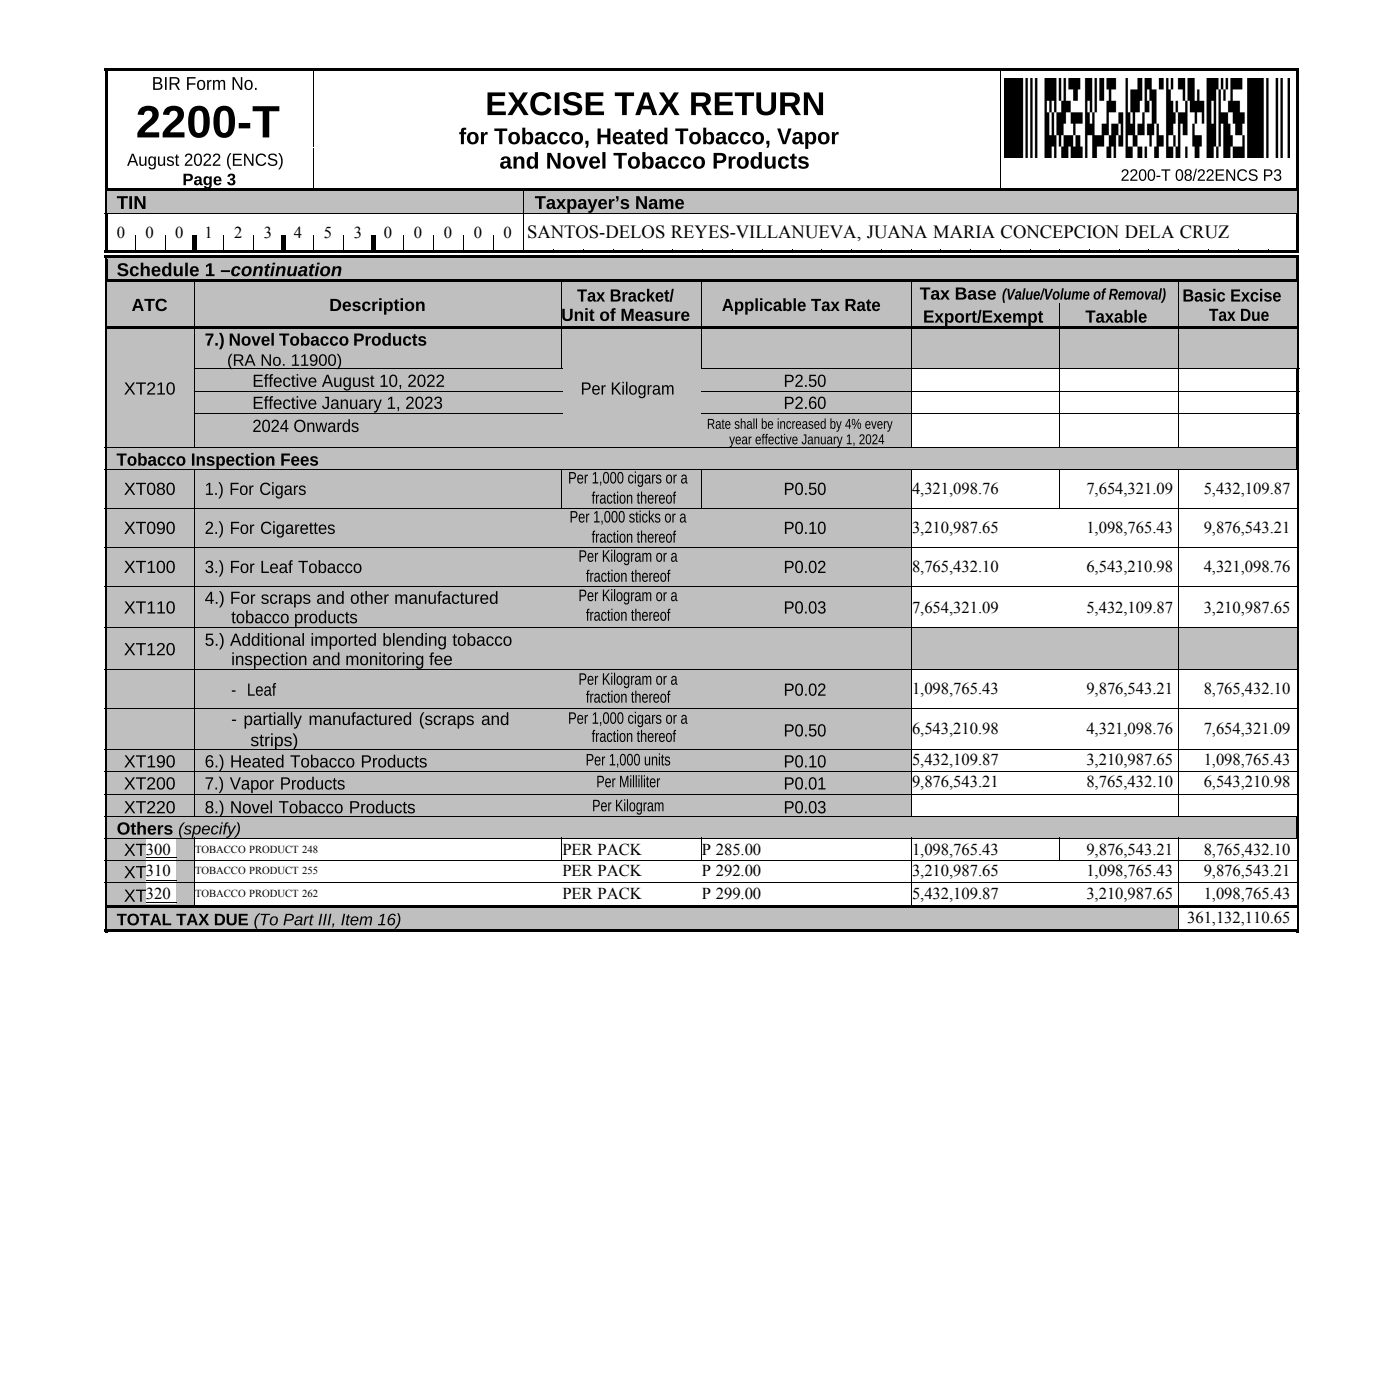 BIR Form No.
2200-T
August 2022 (ENCS)
Page 3
EXCISE TAX RETURN
for Tobacco, Heated Tobacco, Vapor
and Novel Tobacco Products
2200-T 08/22ENCS P3
TIN Taxpayer’s Name
0 0 0 1 2 3 4 5 3 0 0 0 0 0 SANTOS-DELOS REYES-VILLANUEVA, JUANA MARIA CONCEPCION DELA CRUZ
Schedule 1 –continuation
ATC Description Tax Bracket/ Unit of Measure Applicable Tax Rate Tax Base (Value/Volume of Removal) Basic Excise Tax Due
Export/Exempt Taxable
7.) Novel Tobacco Products
(RA No. 11900)
XT210 Per Kilogram
Effective August 10, 2022 P2.50
Effective January 1, 2023 P2.60
2024 Onwards Rate shall be increased by 4% every
year effective January 1, 2024
Tobacco Inspection Fees
XT080 1.) For Cigars Per 1,000 cigars or a fraction thereof P0.50 4,321,098.76 7,654,321.09 5,432,109.87
XT090 2.) For Cigarettes Per 1,000 sticks or a fraction thereof P0.10 3,210,987.65 1,098,765.43 9,876,543.21
XT100 3.) For Leaf Tobacco Per Kilogram or a fraction thereof P0.02 8,765,432.10 6,543,210.98 4,321,098.76
XT110 4.) For scraps and other manufactured tobacco products Per Kilogram or a fraction thereof P0.03 7,654,321.09 5,432,109.87 3,210,987.65
XT120 5.) Additional imported blending tobacco
inspection and monitoring fee
- Leaf Per Kilogram or a fraction thereof P0.02 1,098,765.43 9,876,543.21 8,765,432.10
- partially manufactured (scraps and strips) Per 1,000 cigars or a fraction thereof P0.50 6,543,210.98 4,321,098.76 7,654,321.09
XT190 6.) Heated Tobacco Products Per 1,000 units P0.10 5,432,109.87 3,210,987.65 1,098,765.43
XT200 7.) Vapor Products Per Milliliter P0.01 9,876,543.21 8,765,432.10 6,543,210.98
XT220 8.) Novel Tobacco Products Per Kilogram P0.03
Others (specify)
XT300 TOBACCO PRODUCT 248 PER PACK P 285.00 1,098,765.43 9,876,543.21 8,765,432.10
XT310 TOBACCO PRODUCT 255 PER PACK P 292.00 3,210,987.65 1,098,765.43 9,876,543.21
XT320 TOBACCO PRODUCT 262 PER PACK P 299.00 5,432,109.87 3,210,987.65 1,098,765.43
TOTAL TAX DUE (To Part III, Item 16) 361,132,110.65